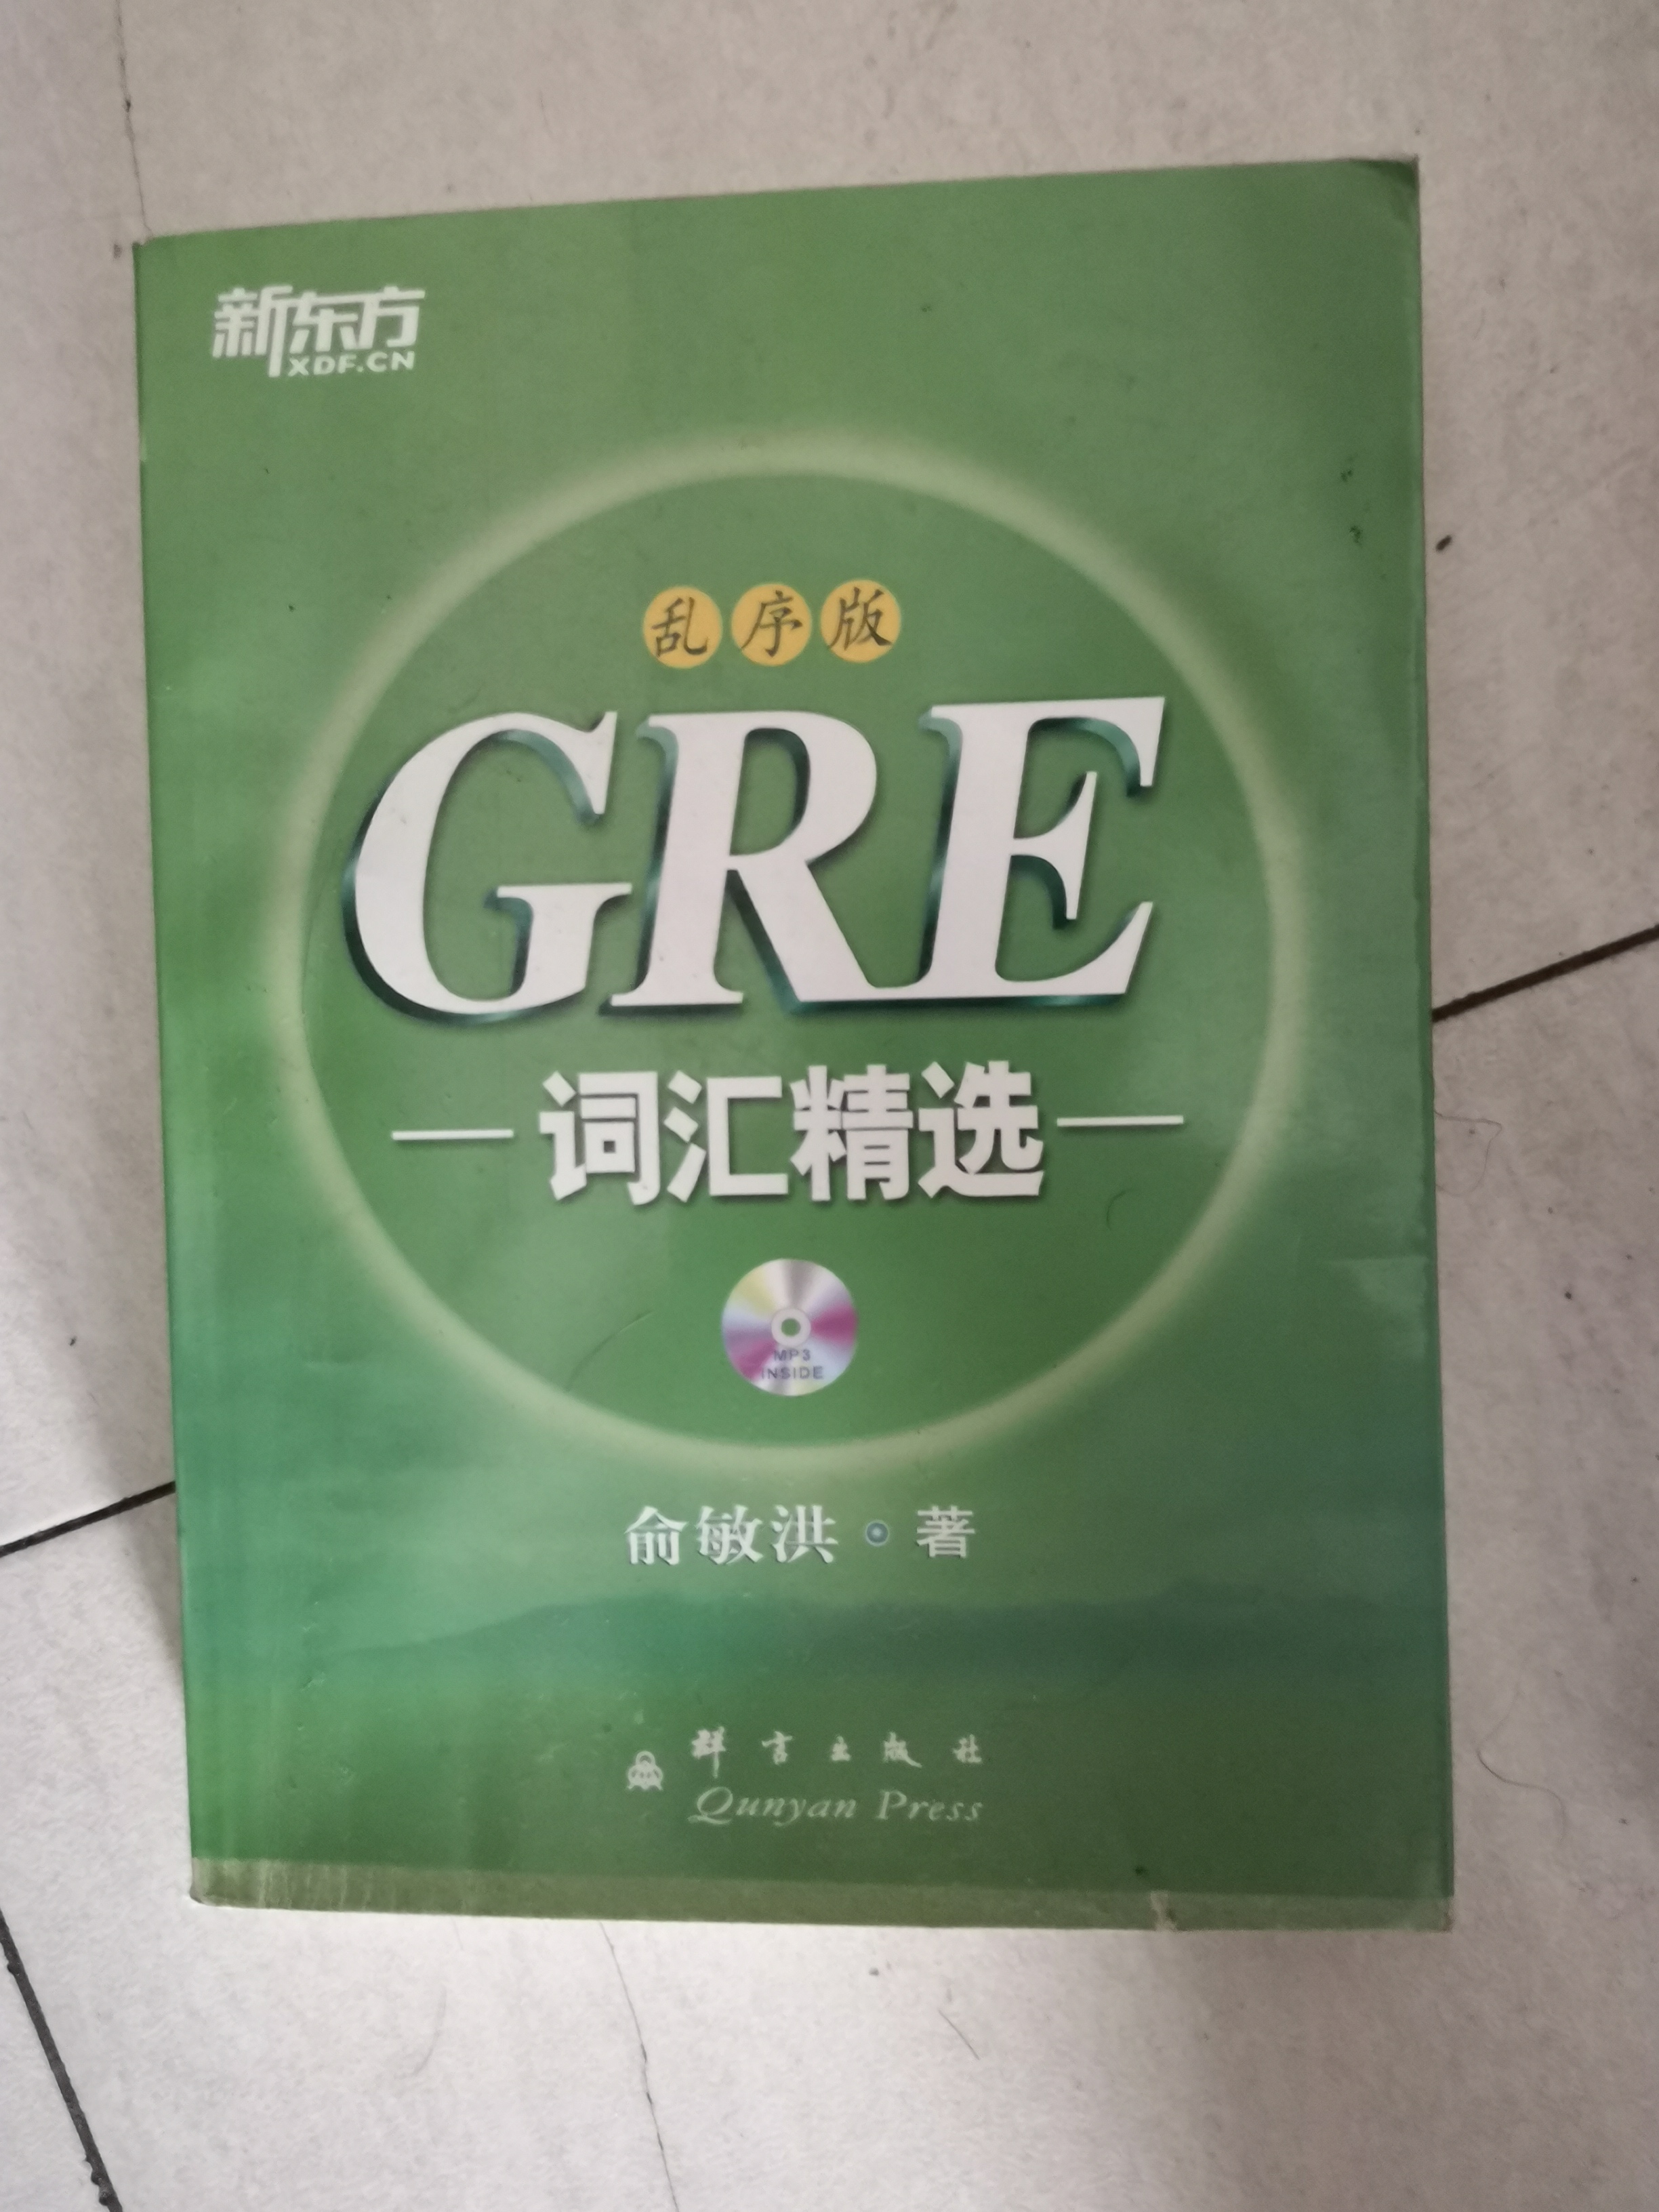 新东方
XDF.CN
乱序版
GRE
词汇精选
MP3
INSIDE
俞敏洪·著
群言出版社
Qunyan Press